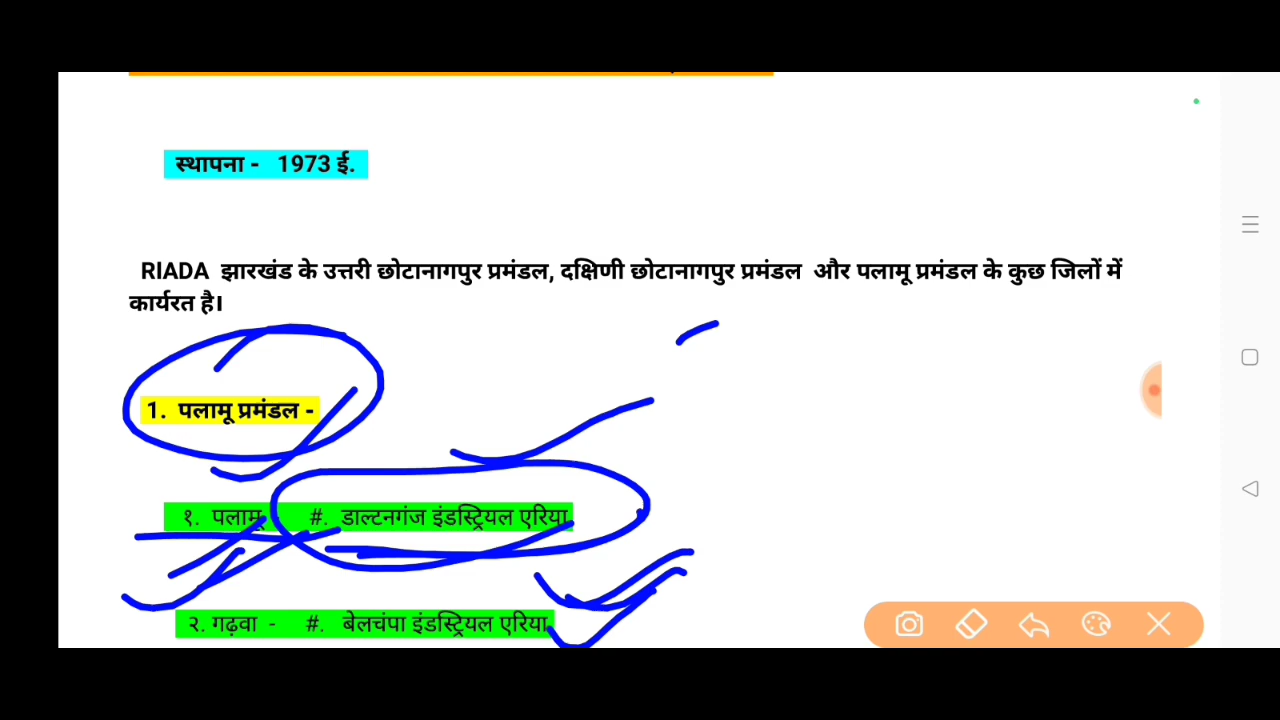 स्थापना - 1973 ई.
RIADA झारखंड के उत्तरी छोटानागपुर प्रमंडल, दक्षिणी छोटानागपुर प्रमंडल और पलामू प्रमंडल के कुछ जिलों में
कार्यरत है।
1. पलामू प्रमंडल -
१. पलामू - #. डाल्टनगंज इंडस्ट्रियल एरिया
२. गढ़वा - #. बेलचंपा इंडस्ट्रियल एरिया